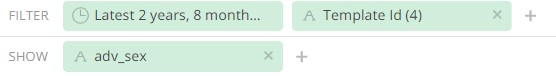 FILTER Latest 2 years, 8 month... A Template Id (4) × +
SHOW A adv_sex × +